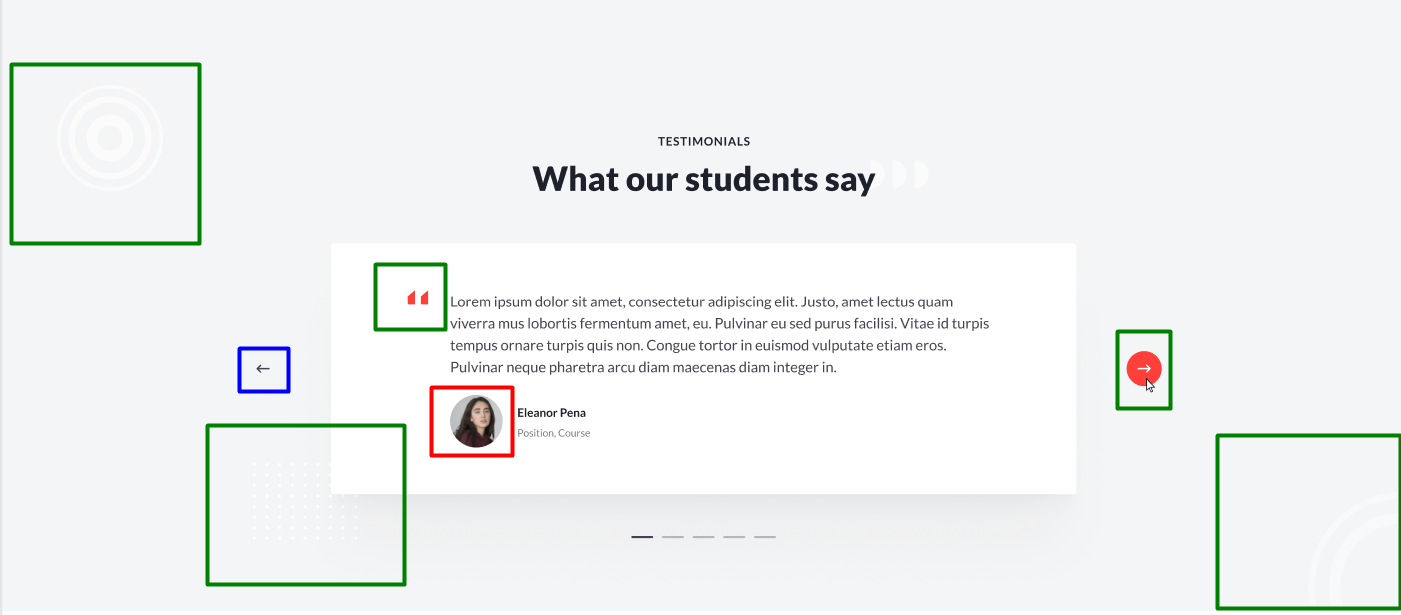 TESTIMONIALS
What our students say
Lorem ipsum dolor sit amet, consectetur adipiscing elit. Justo, amet lectus quam
viverra mus lobortis fermentum amet, eu. Pulvinar eu sed purus facilisi. Vitae id turpis
tempus ornare turpis quis non. Congue tortor in euismod vulputate etiam eros.
Pulvinar neque pharetra arcu diam maecenas diam integer in.
Eleanor Pena
Position, Course